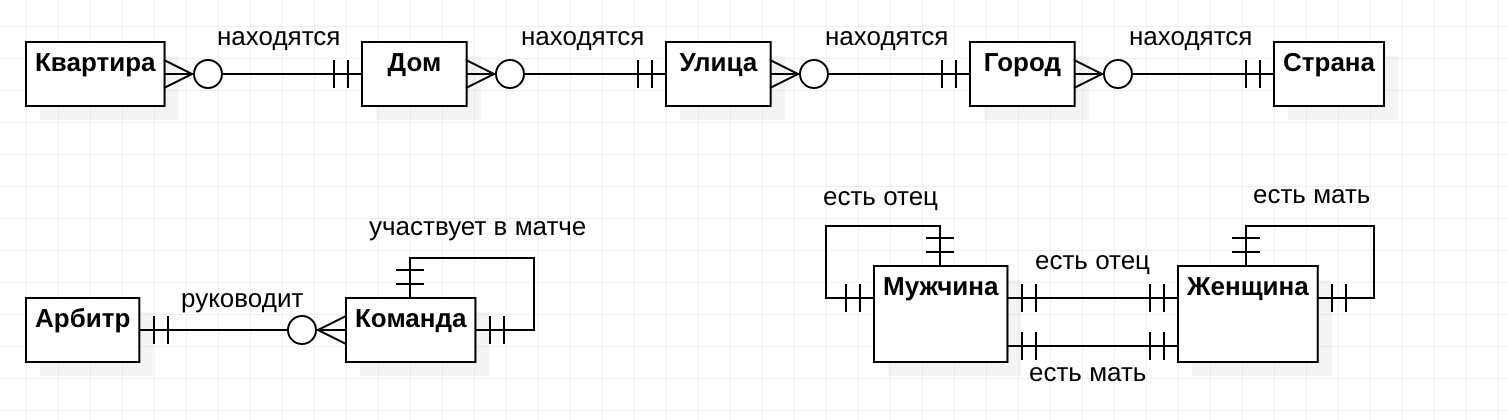 находятся находятся находятся находятся
Квартира Дом Улица Город Страна
есть отец есть мать
участвует в матче
есть отец
руководит Мужчина Женщина
Арбитр Команда
есть мать